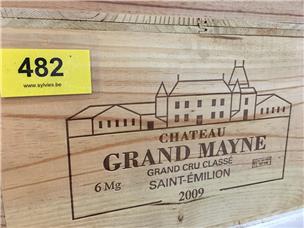 482
www.sylvies.be
CHATEAU
GRAND MAYNE
GRAND CRU CLASSÉ
6 Mg SAINT-ÉMILION
2009